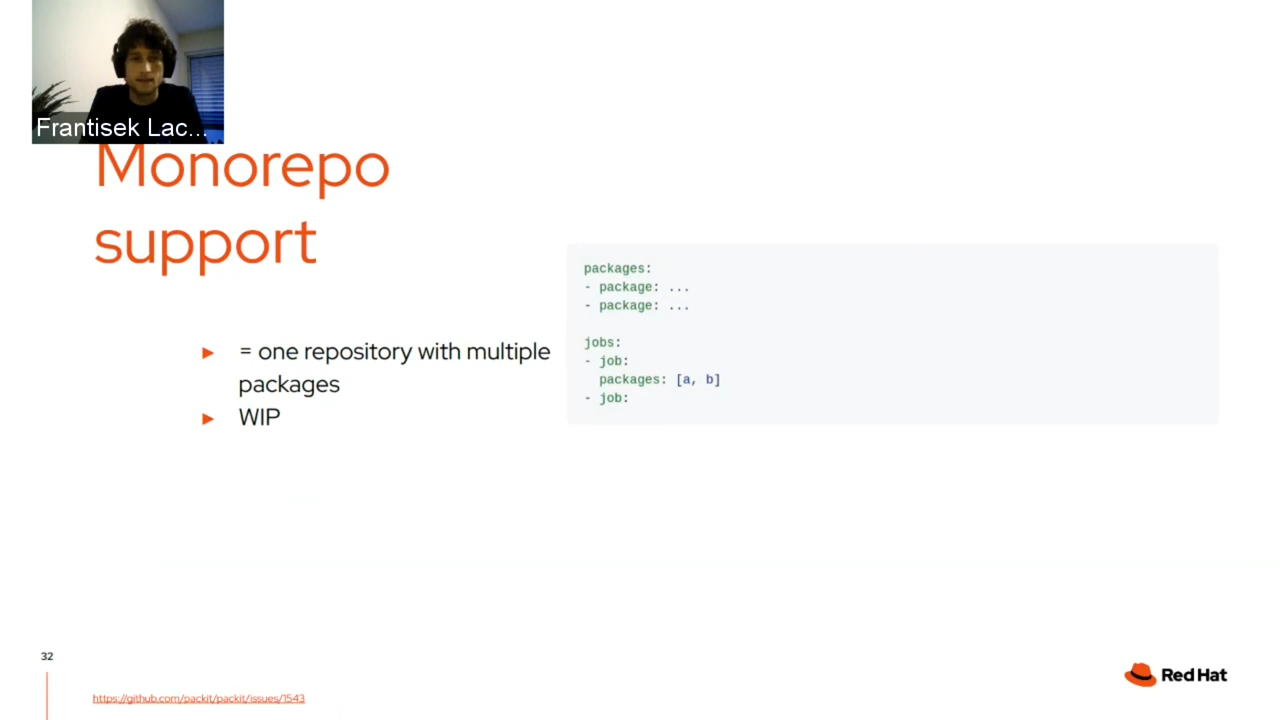 Frantisek Lac...
Monorepo
support
► = one repository with multiple
packages
► WIP
packages:
- package: ...
- package: ...
jobs:
- job:
packages: [a, b]
- job:
32
https://github.com/packit/packit/issues/1543
Red Hat